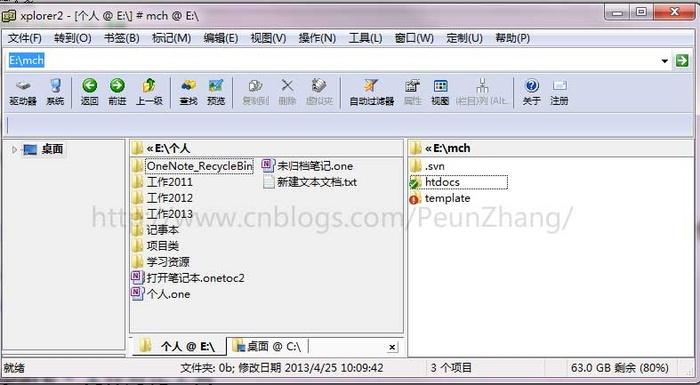 xplorer2 - [个人 @ E:\] # mch @ E:\
文件(F) 转到(O) 书签(B) 标记(M) 编辑(E) 视图(V) 操作(N) 工具(L) 窗口(W) 定制(U) 帮助(P)
E:\mch
驱动器 系统 返回 前进 上一级 查找 预览 复制到 删除 虚拟夹 自动过滤器 属性 视图 (栏目)列 (Alt.. 关于 注册
桌面
« E:\个人
OneNote_RecycleBin
工作2011
工作2012
工作2013
记事本
项目类
学习资源
打开笔记本.onetoc2
个人.one
未归档笔记.one
新建文本文档.txt
« E:\mch
.svn
htdocs
template
http://www.cnblogs.com/PeunZhang/
个人 @ E:\
桌面 @ C:\
就绪 文件夹: 0b; 修改日期 2013/4/25 10:09:42 3 个项目 63.0 GB 剩余 (80%)